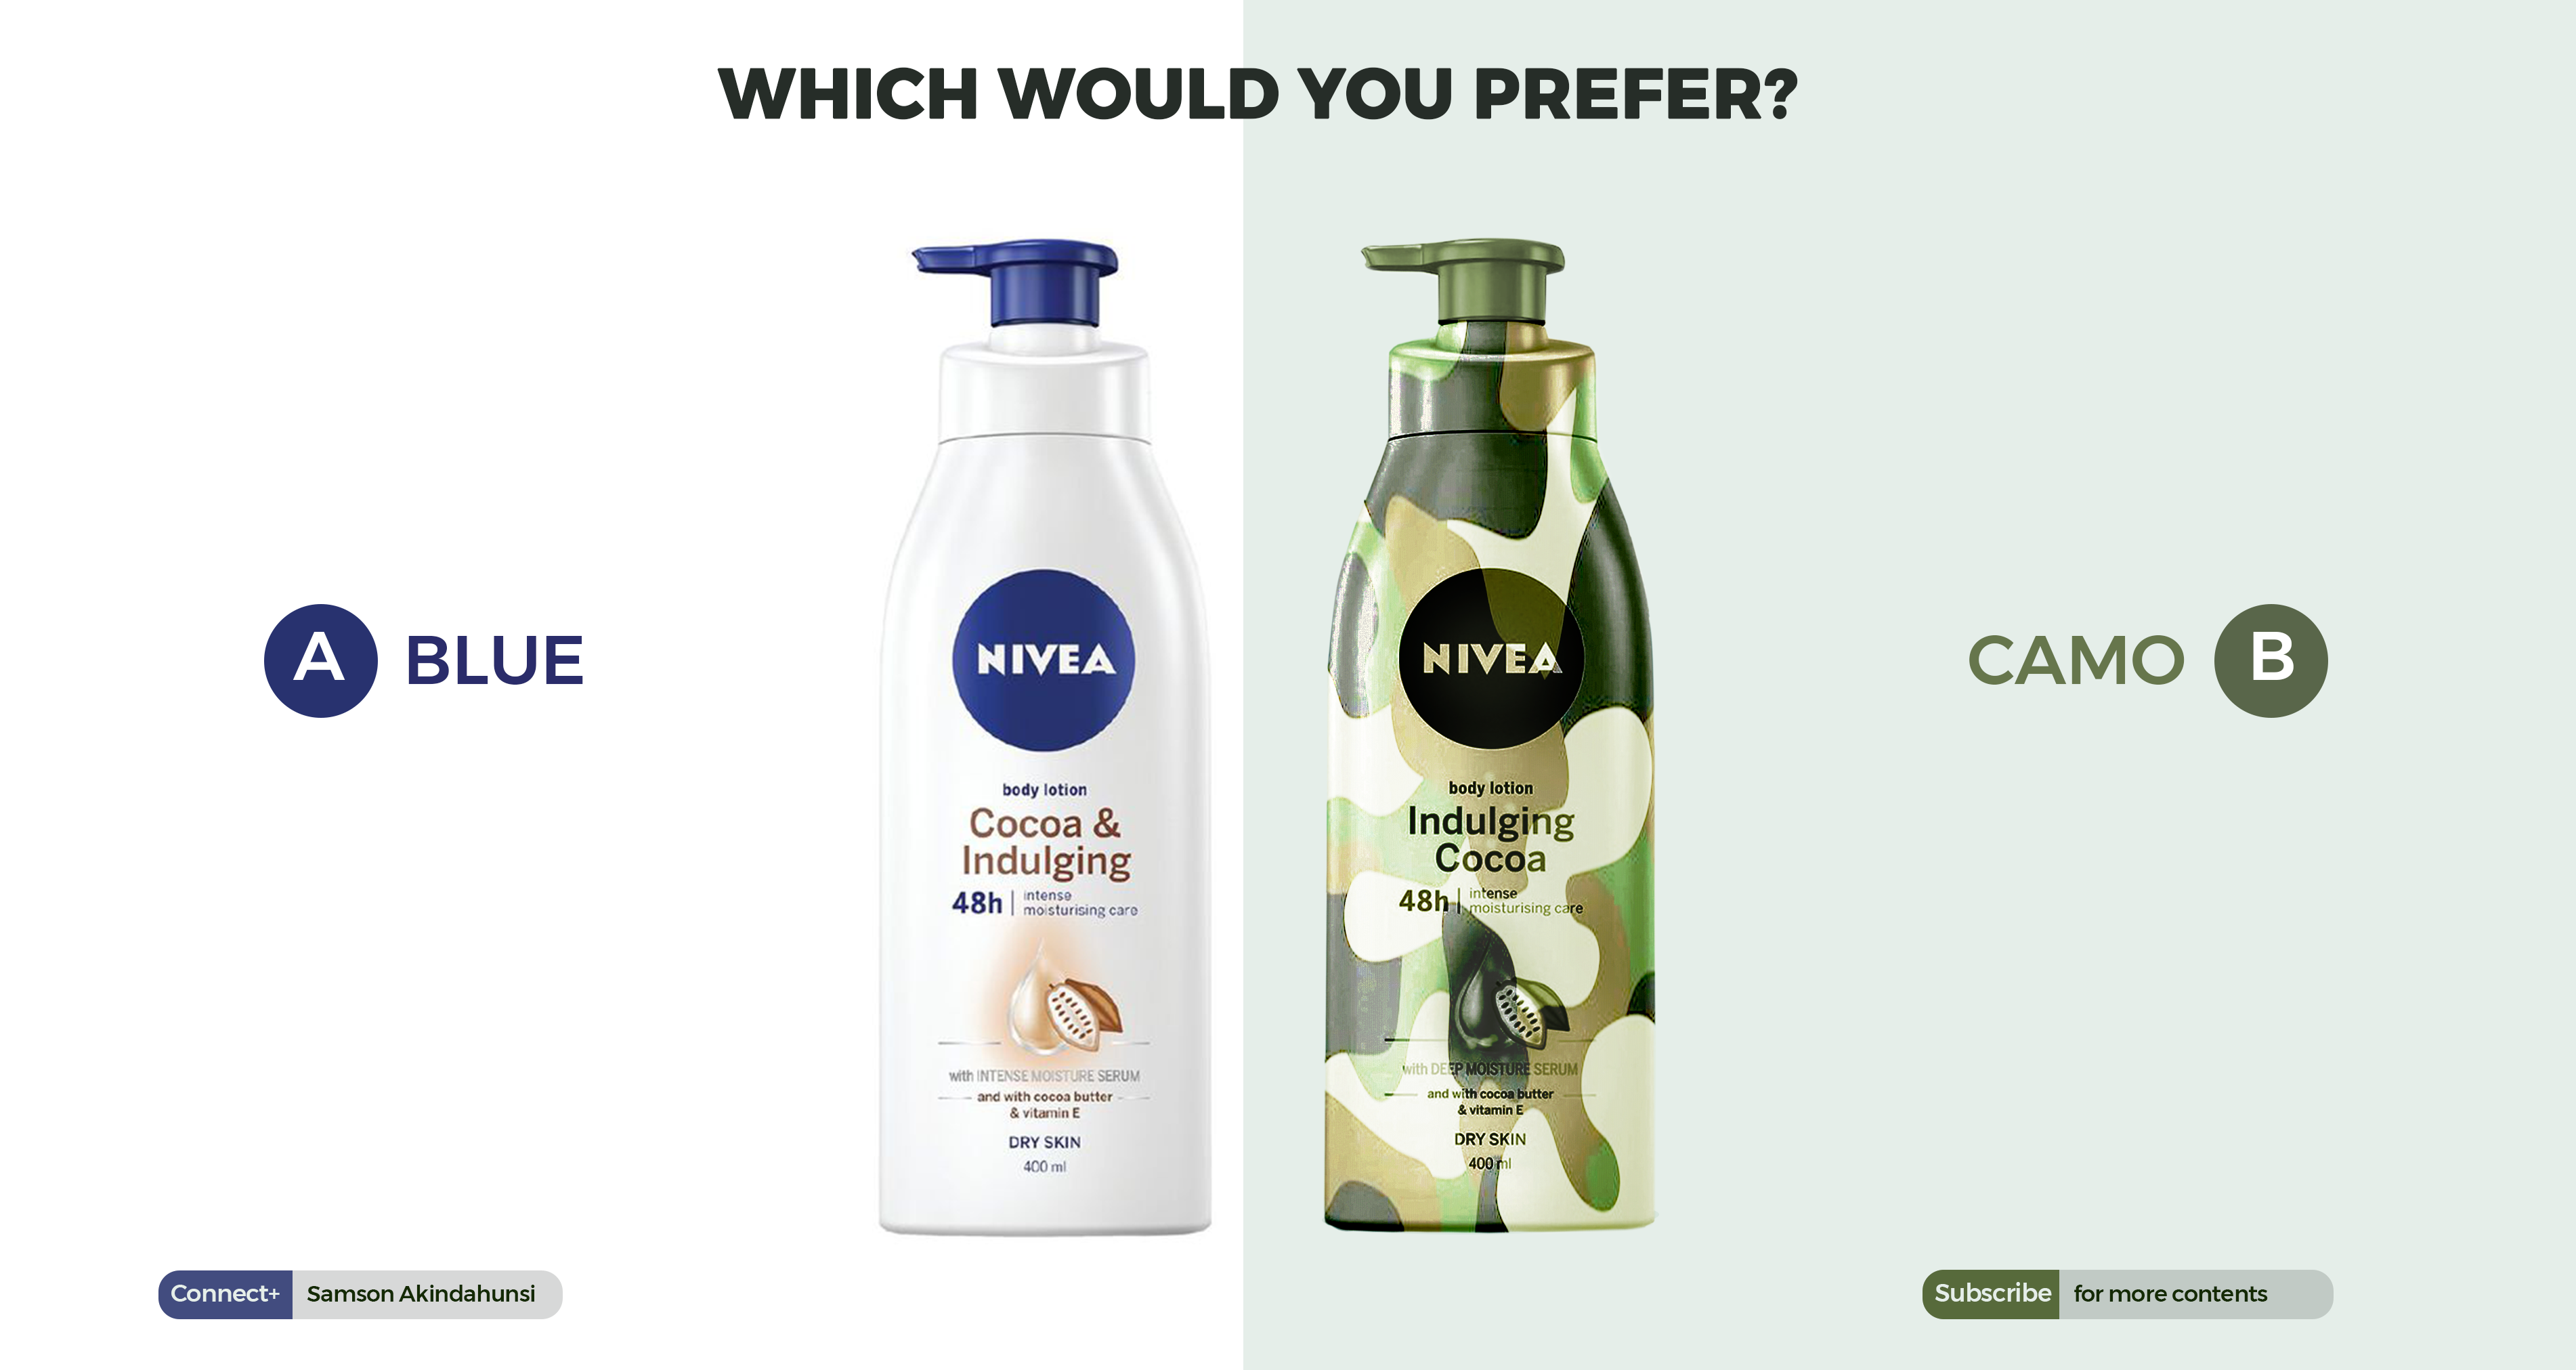 WHICH WOULD YOU PREFER?
A BLUE
NIVEA
body lotion
Cocoa &
Indulging
48h | intense
moisturising care
with INTENSE MOISTURE SERUM
and with cocoa butter
& vitamin E
DRY SKIN
400 ml
NIVEA
body lotion
Indulging
Cocoa
48h | intense
moisturising care
with DEEP MOISTURE SERUM
and with cocoa butter
& vitamin E
DRY SKIN
400 ml
CAMO B
Connect+ Samson Akindahunsi
Subscribe for more contents